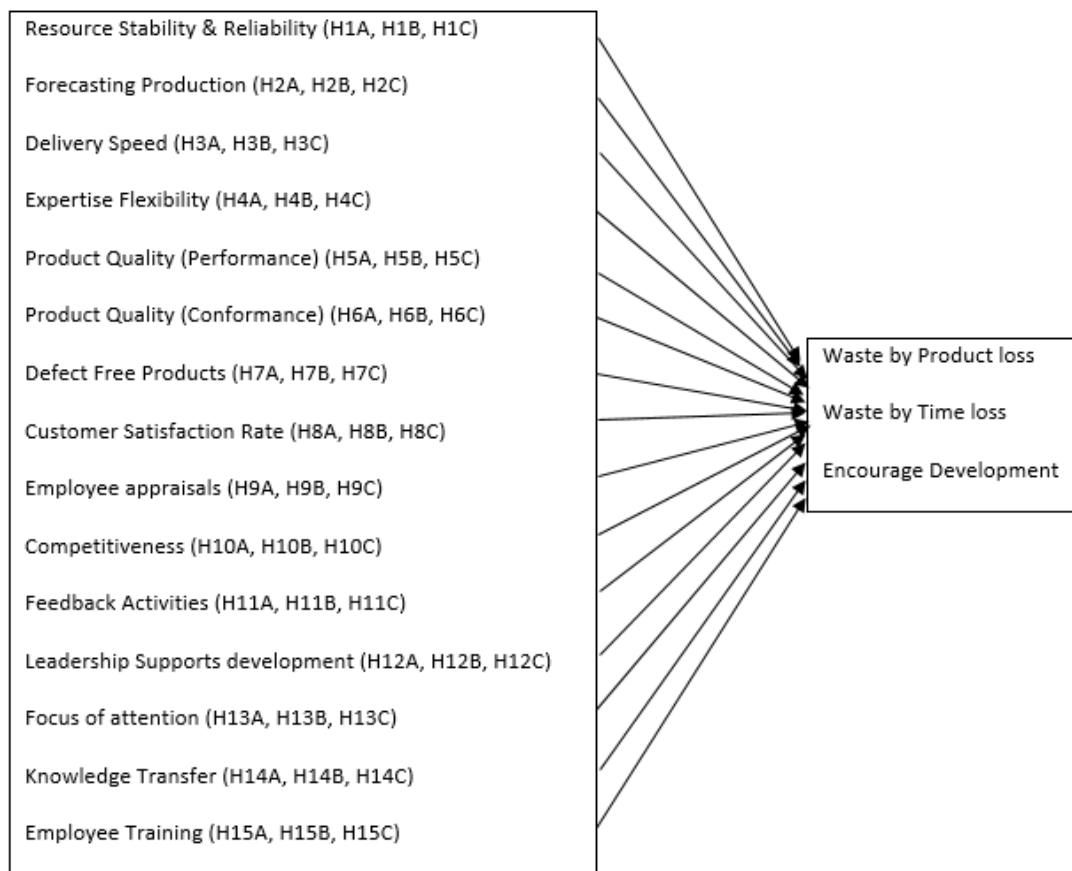 Resource Stability & Reliability (H1A, H1B, H1C)
Forecasting Production (H2A, H2B, H2C)
Delivery Speed (H3A, H3B, H3C)
Expertise Flexibility (H4A, H4B, H4C)
Product Quality (Performance) (H5A, H5B, H5C)
Product Quality (Conformance) (H6A, H6B, H6C)
Defect Free Products (H7A, H7B, H7C)
Customer Satisfaction Rate (H8A, H8B, H8C)
Employee appraisals (H9A, H9B, H9C)
Competitiveness (H10A, H10B, H10C)
Feedback Activities (H11A, H11B, H11C)
Leadership Supports development (H12A, H12B, H12C)
Focus of attention (H13A, H13B, H13C)
Knowledge Transfer (H14A, H14B, H14C)
Employee Training (H15A, H15B, H15C)
Waste by Product loss
Waste by Time loss
Encourage Development